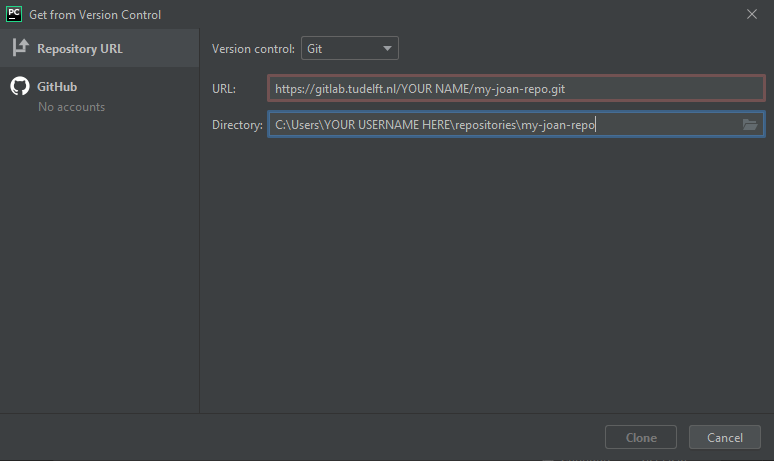 PC Get from Version Control
Repository URL
GitHub
No accounts
Version control: Git
URL: https://gitlab.tudelft.nl/YOUR NAME/my-joan-repo.git
Directory: C:\Users\YOUR USERNAME HERE\repositories\my-joan-repo
Clone Cancel